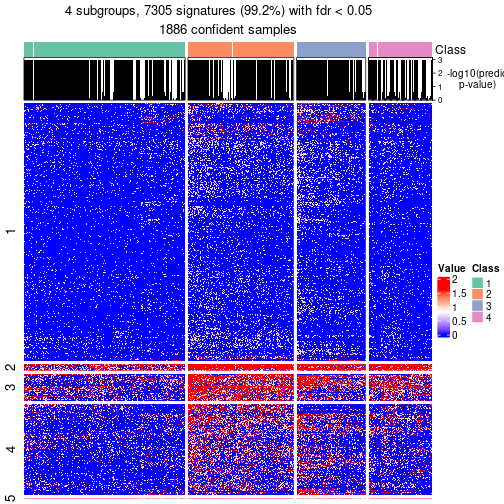 4 subgroups, 7305 signatures (99.2%) with fdr < 0.05
1886 confident samples
Class
3
2
1
0
-log10(predi
p-value)
1
2
3
4
5
Value
2
1.5
1
0.5
0
Class
1
2
3
4